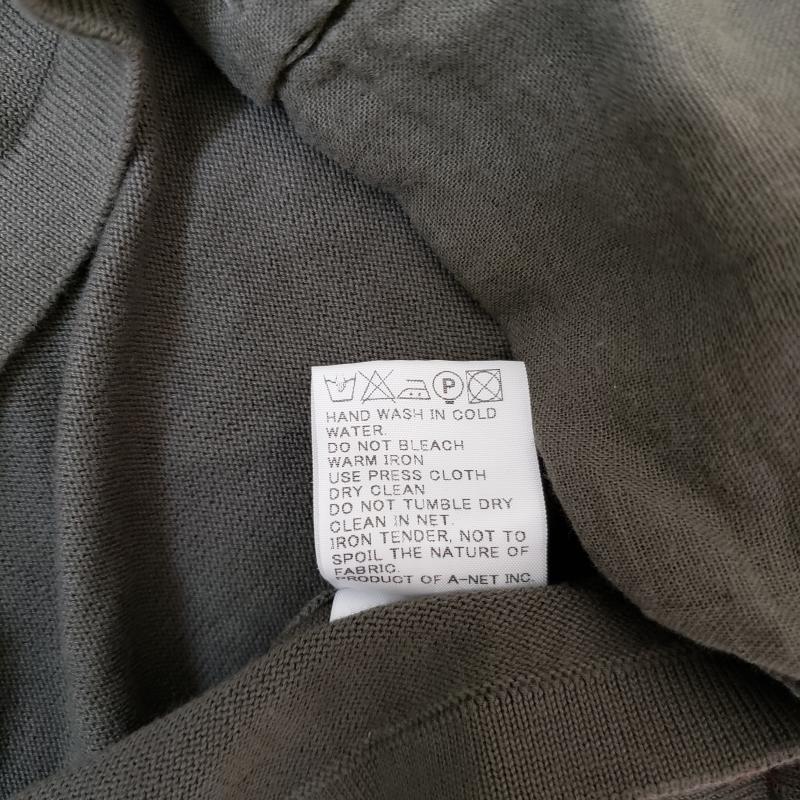 P
HAND WASH IN COLD
WATER.
DO NOT BLEACH
WARM IRON
USE PRESS CLOTH
DRY CLEAN
DO NOT TUMBLE DRY
CLEAN IN NET.
IRON TENDER, NOT TO
SPOIL THE NATURE OF
FABRIC.
PRODUCT OF A-NET INC.